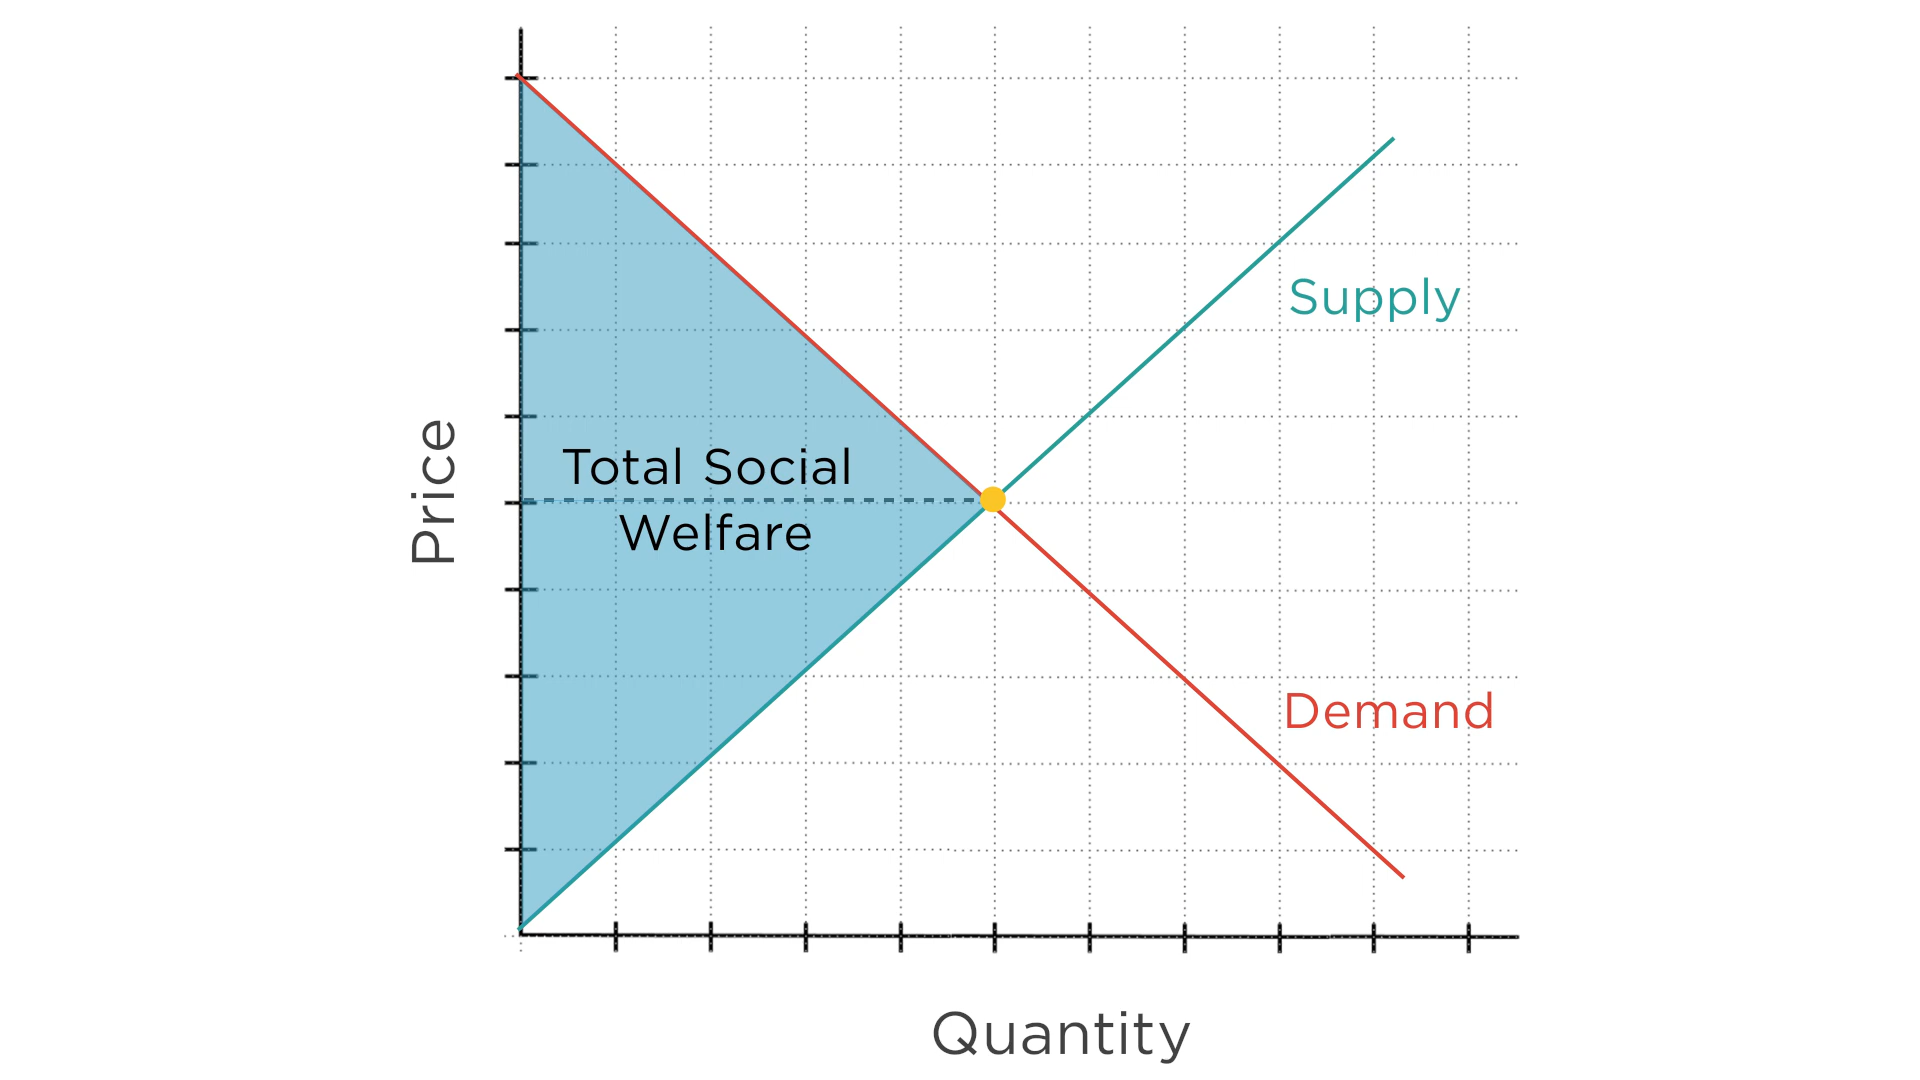 Supply
Price
Total Social
Welfare
Demand
Quantity